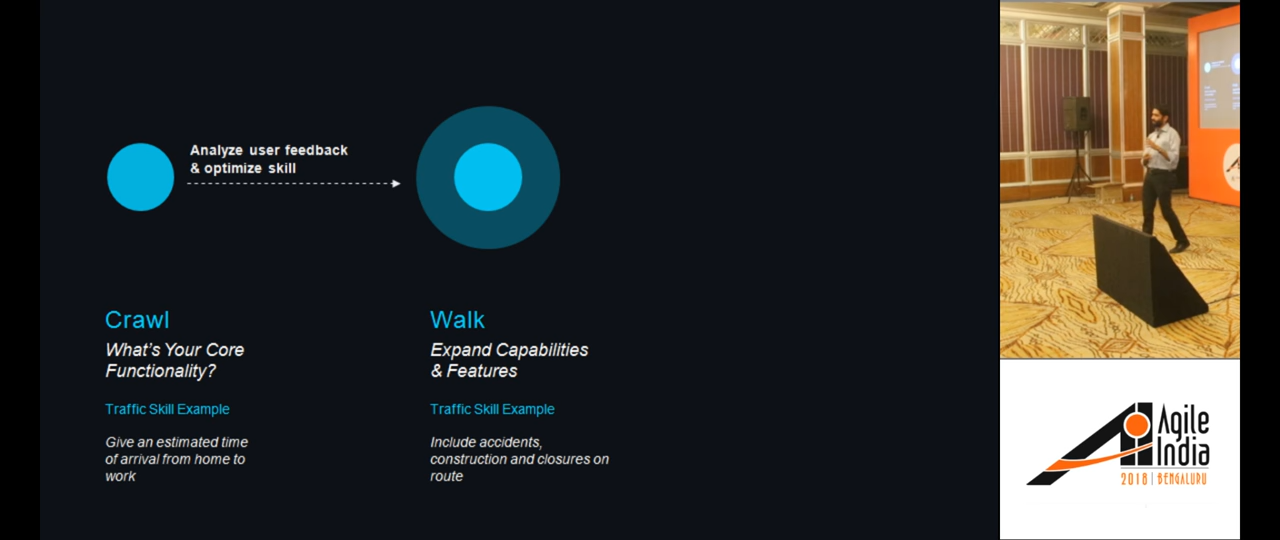 Analyze user feedback
& optimize skill
Crawl
What's Your Core
Functionality?
Traffic Skill Example
Give an estimated time
of arrival from home to
work
Walk
Expand Capabilities
& Features
Traffic Skill Example
Include accidents,
construction and closures on
route
Agile
India
2018 | BENGALURU